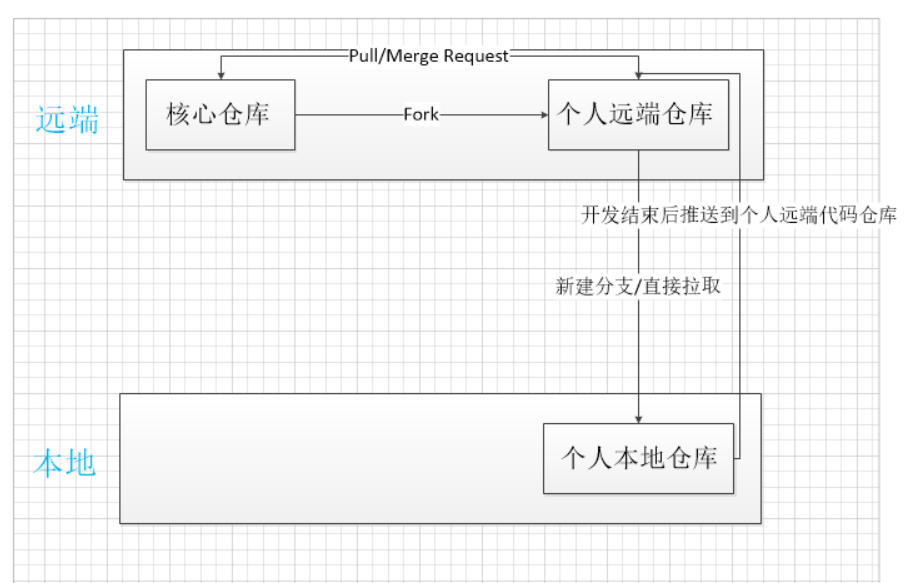 Pull/Merge Request
远端
核心仓库
Fork
个人远端仓库
开发结束后推送到个人远端代码仓库
新建分支/直接拉取
本地
个人本地仓库